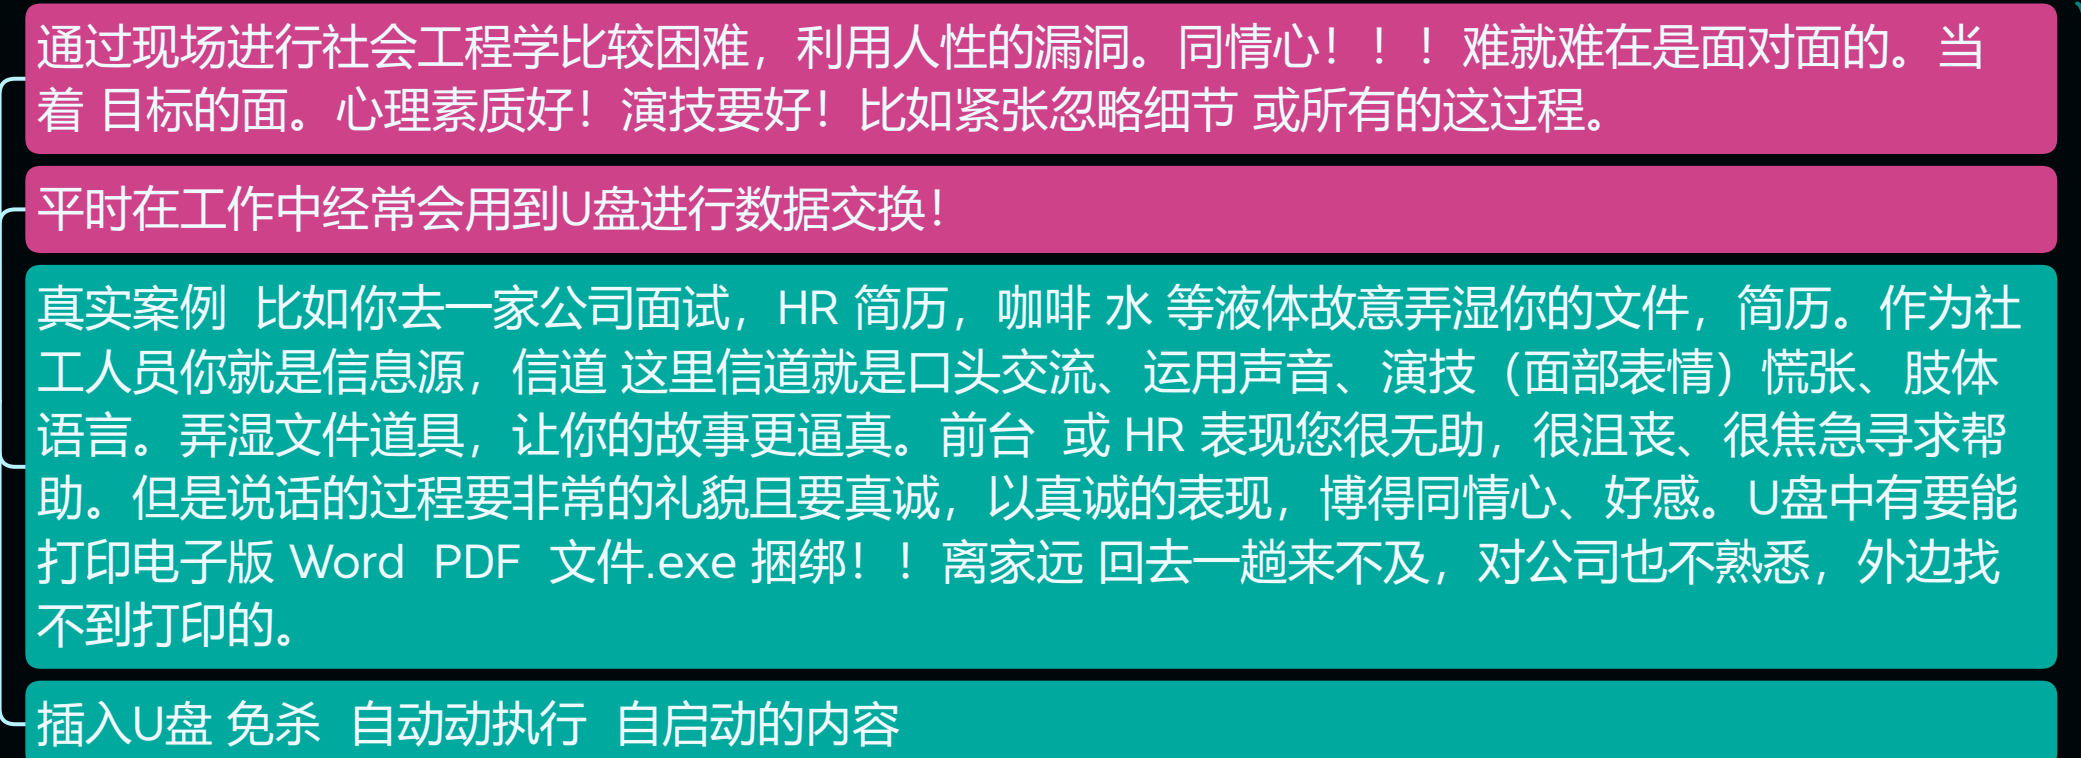 通过现场进行社会工程学比较困难，利用人性的漏洞。同情心！！！难就难在是面对面的。当
着 目标的面。心理素质好！演技要好！比如紧张忽略细节 或所有的这过程。
平时在工作中经常会用到U盘进行数据交换！
真实案例  比如你去一家公司面试，HR 简历，咖啡 水 等液体故意弄湿你的文件，简历。作为社
工人员你就是信息源，信道 这里信道就是口头交流、运用声音、演技（面部表情）慌张、肢体
语言。弄湿文件道具，让你的故事更逼真。前台  或 HR 表现您很无助，很沮丧、很焦急寻求帮
助。但是说话的过程要非常的礼貌且要真诚，以真诚的表现，博得同情心、好感。U盘中有要能
打印电子版 Word  PDF  文件.exe 捆绑！！离家远 回去一趟来不及，对公司也不熟悉，外边找
不到打印的。
插入U盘 免杀  自动动执行  自启动的内容